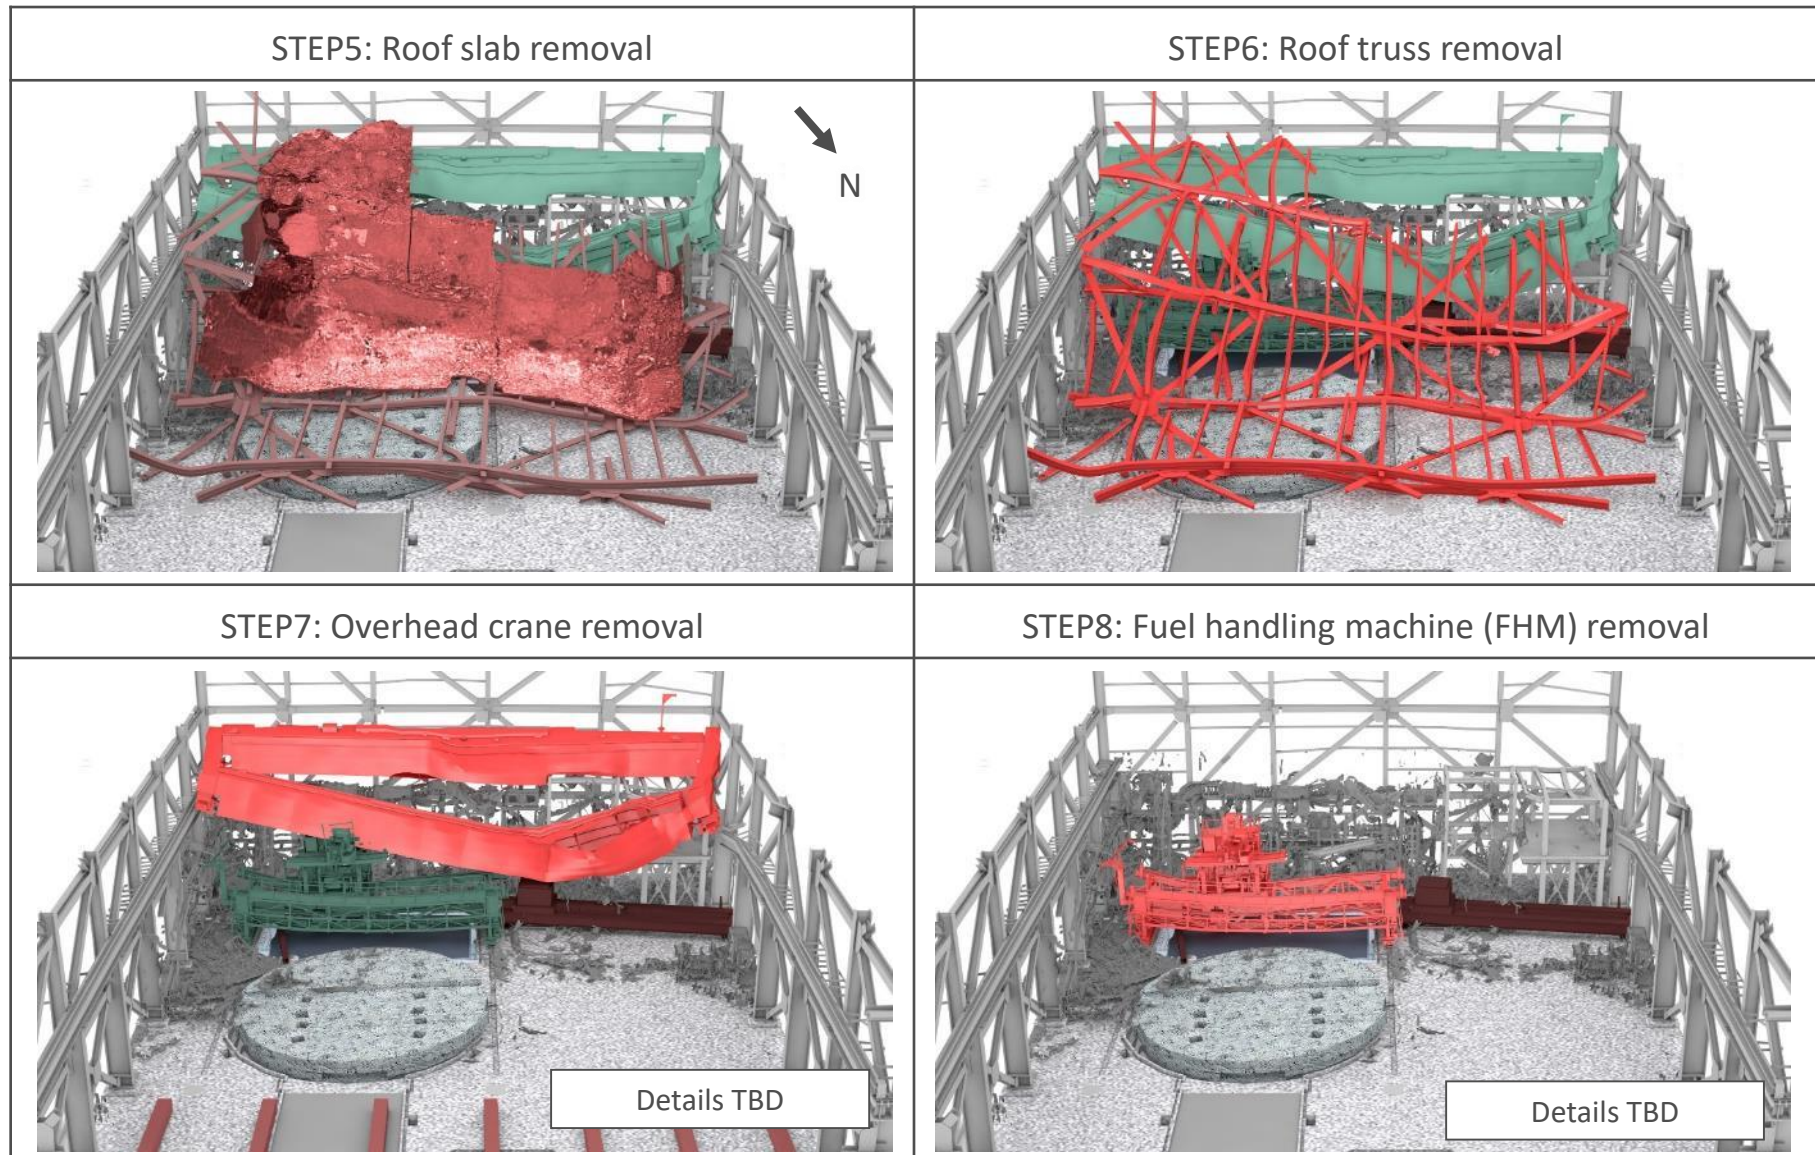 STEP5: Roof slab removal
STEP6: Roof truss removal
N
STEP7: Overhead crane removal
STEP8: Fuel handling machine (FHM) removal
Details TBD
Details TBD